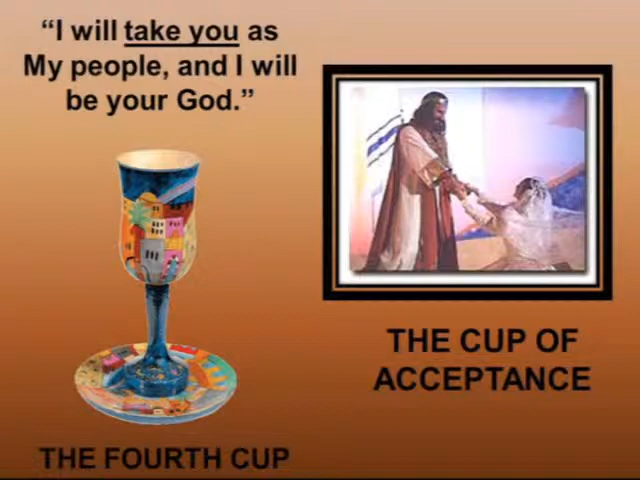 “I will take you as
My people, and I will
be your God.”
THE CUP OF
ACCEPTANCE
THE FOURTH CUP